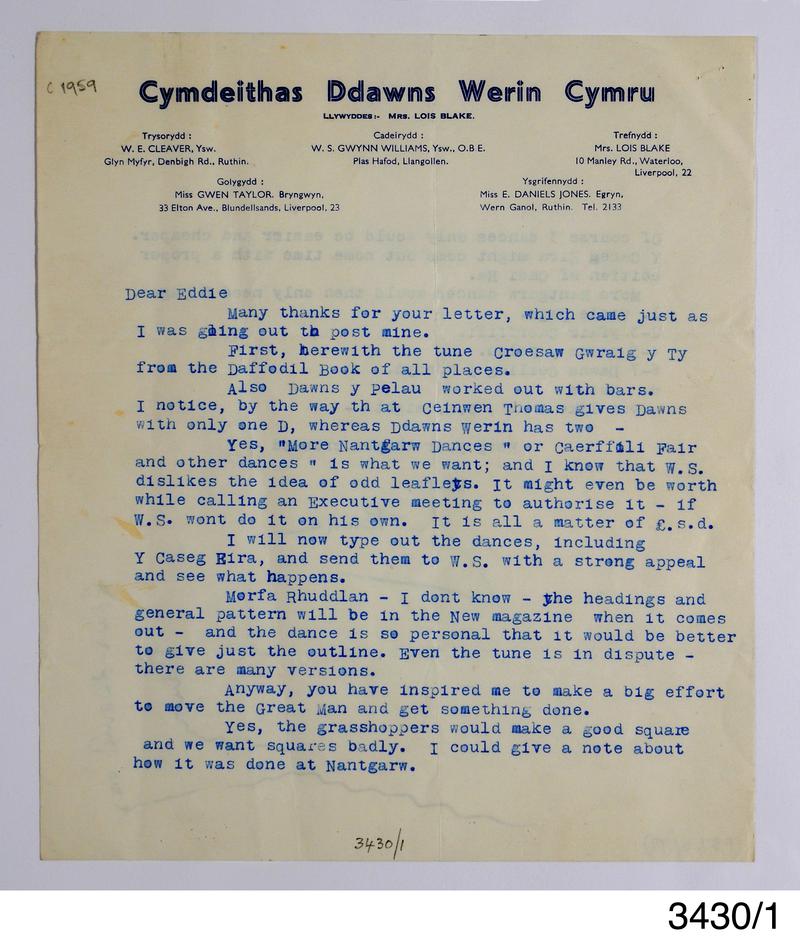 c 1959
Cymdeithas Ddawns Werin Cymru
LLYWYDDES:- MRS. LOIS BLAKE.
Trysorydd :
W. E. CLEAVER, Ysw.
Glyn Myfyr, Denbigh Rd., Ruthin.
Cadeirydd :
W. S. GWYNN WILLIAMS, Ysw., O.B E.
Plas Hafod, Llangollen.
Trefnydd :
Mrs. LOIS BLAKE
10 Manley Rd., Waterloo,
Liverpool, 22
Golygydd :
Miss GWEN TAYLOR. Bryngwyn,
33 Elton Ave., Blundellsands, Liverpool, 23
Ysgrifennydd :
Miss E. DANIELS JONES. Egryn,
Wern Ganol, Ruthin. Tel. 2133
Dear Eddie
Many thanks for your letter, which came just as
I was going out to post mine.
First, herewith the tune Croesaw Gwraig y Ty
from the Daffodil Book of all places.
Also Dawns y Pelau worked out with bars.
I notice, by the way th at Ceinwen Thomas gives Dawns
with only one D, whereas Ddawns Werin has two -
Yes, "More Nantgarw Dances " or Caerffili Fair
and other dances " is what we want; and I know that W.S.
dislikes the idea of odd leaflets. It might even be worth
while calling an Executive meeting to authorise it - if
W.S. wont do it on his own. It is all a matter of £.s.d.
I will now type out the dances, including
Y Caseg Eira, and send them to W.S. with a strong appeal
and see what happens.
Morfa Rhuddlan - I dont know - the headings and
general pattern will be in the New magazine when it comes
out - and the dance is so personal that it would be better
to give just the outline. Even the tune is in dispute -
there are many versions.
Anyway, you have inspired me to make a big effort
to move the Great Man and get something done.
Yes, the grasshoppers would make a good square
and we want squares badly. I could give a note about
how it was done at Nantgarw.
3430/1
3430/1